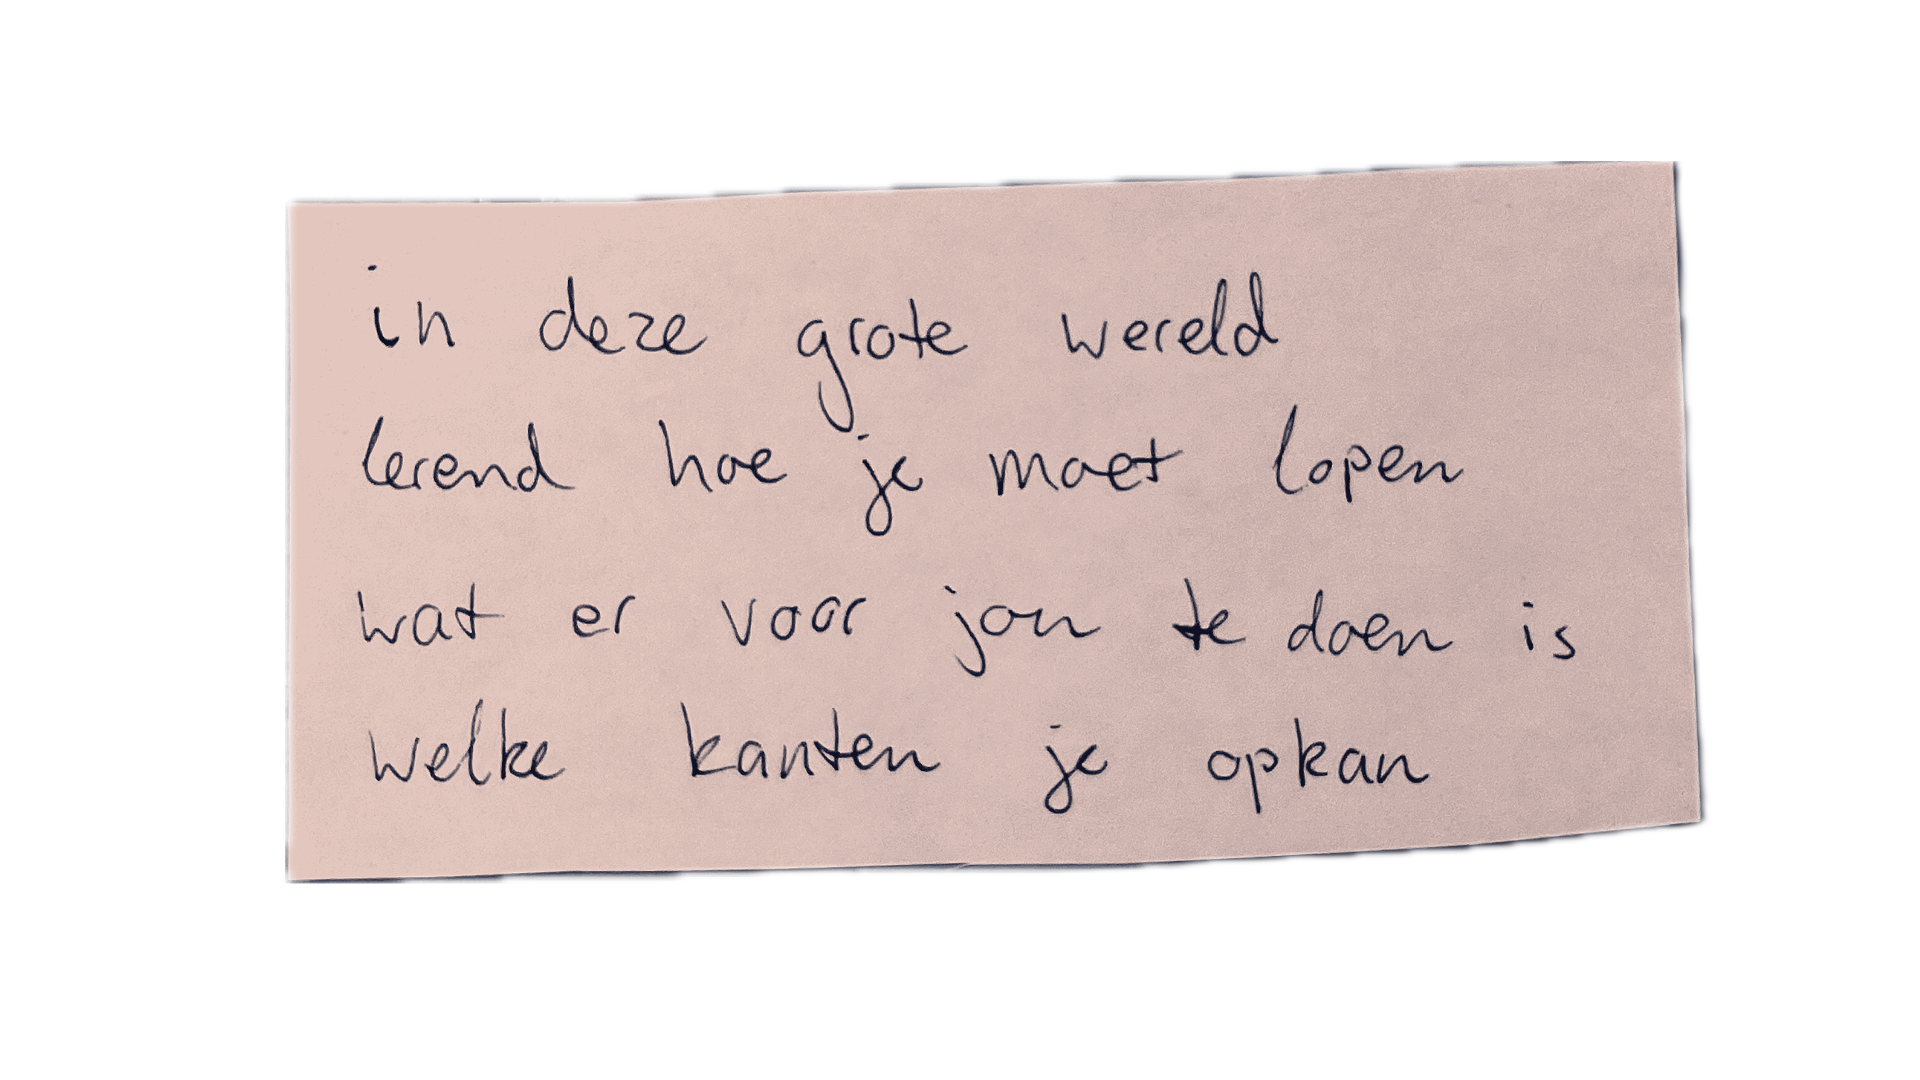 in deze grote wereld
lerend hoe je moet lopen
wat er voor jou te doen is
welke kanten je opkan